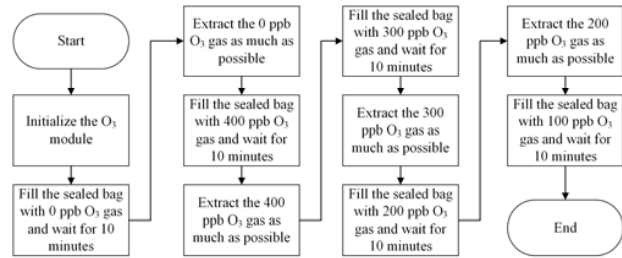 Start
Initialize the O₃
module
Fill the sealed bag
with 0 ppb O₃ gas
and wait for 10
minutes
Extract the 0 ppb
O₃ gas as much as
possible
Fill the sealed bag
with 400 ppb O₃
gas and wait for
10 minutes
Extract the 400
ppb O₃ gas as
much as possible
Fill the sealed bag
with 300 ppb O₃
gas and wait for
10 minutes
Extract the 300
ppb O₃ gas as
much as possible
Fill the sealed bag
with 200 ppb O₃
gas and wait for
10 minutes
Extract the 200
ppb O₃ gas as
much as possible
Fill the sealed bag
with 100 ppb O₃
gas and wait for
10 minutes
End